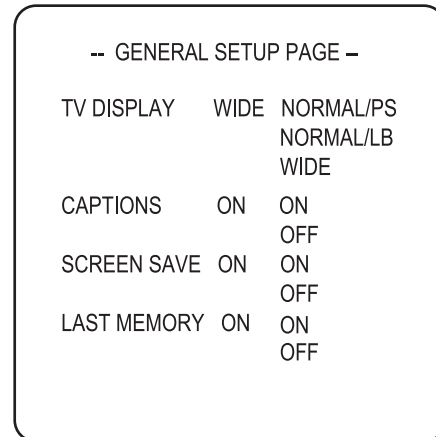 -- GENERAL SETUP PAGE –
TV DISPLAY WIDE NORMAL/PS
NORMAL/LB
WIDE
CAPTIONS ON ON
OFF
SCREEN SAVE ON ON
OFF
LAST MEMORY ON ON
OFF